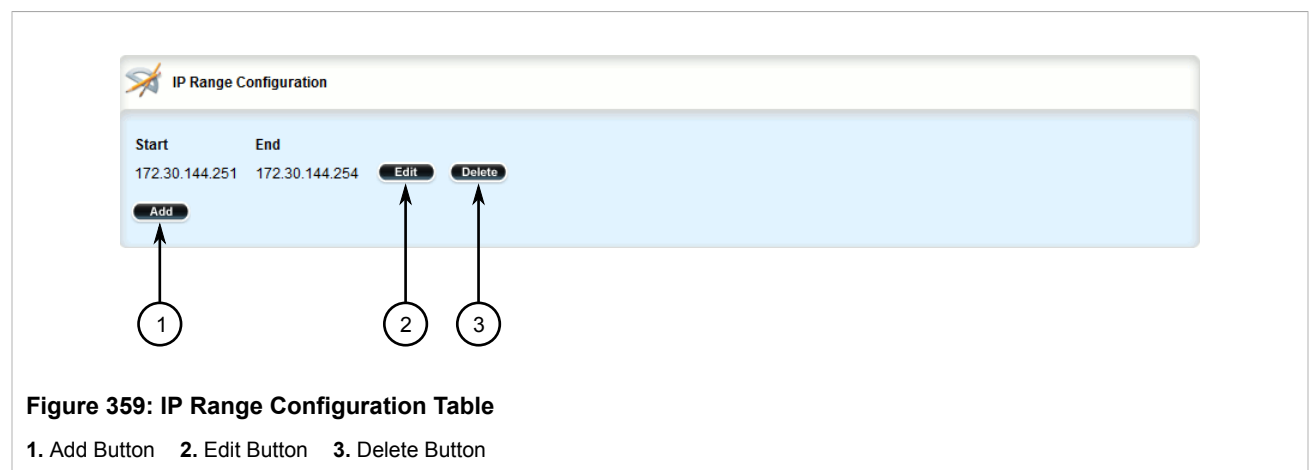 IP Range Configuration
Start End
172.30.144.251 172.30.144.254 Edit Delete
Add
1 2 3
Figure 359: IP Range Configuration Table
1. Add Button 2. Edit Button 3. Delete Button